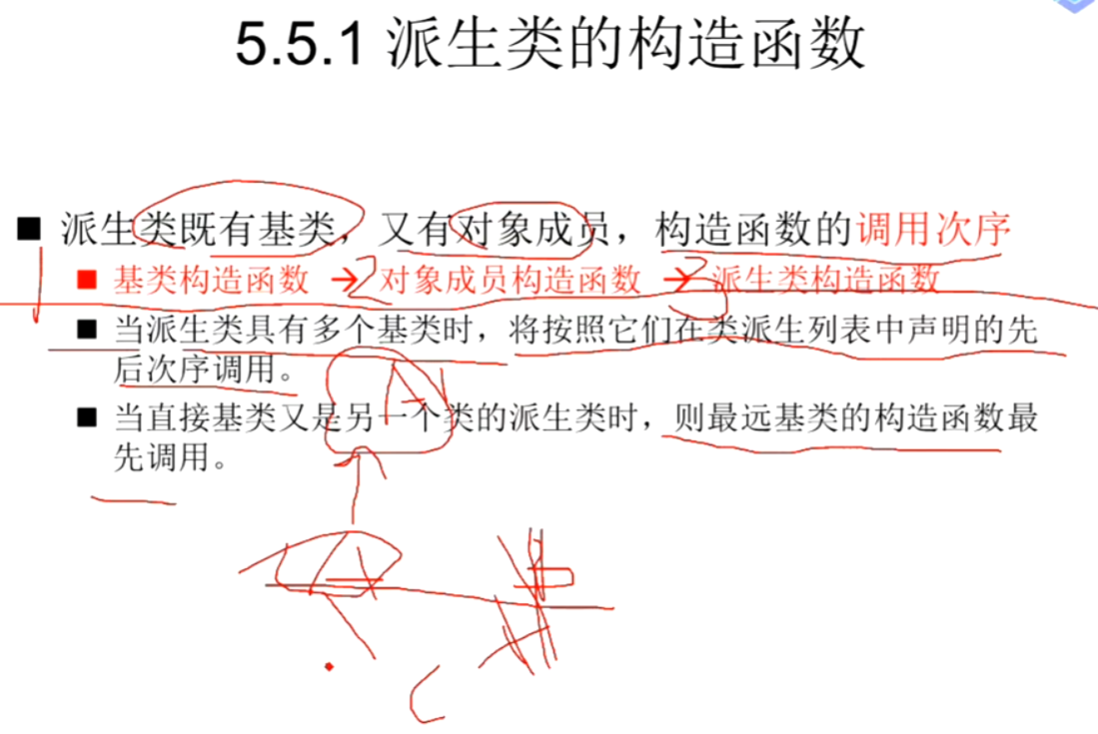 5.5.1 派生类的构造函数
■ 派生类既有基类，又有对象成员，构造函数的调用次序
■ 基类构造函数 → 2 对象成员构造函数 → 3 派生类构造函数
■ 当派生类具有多个基类时，将按照它们在类派生列表中声明的先
后次序调用。
■ 当直接基类又是另一个类的派生类时，则最远基类的构造函数最
先调用。
A
A
C